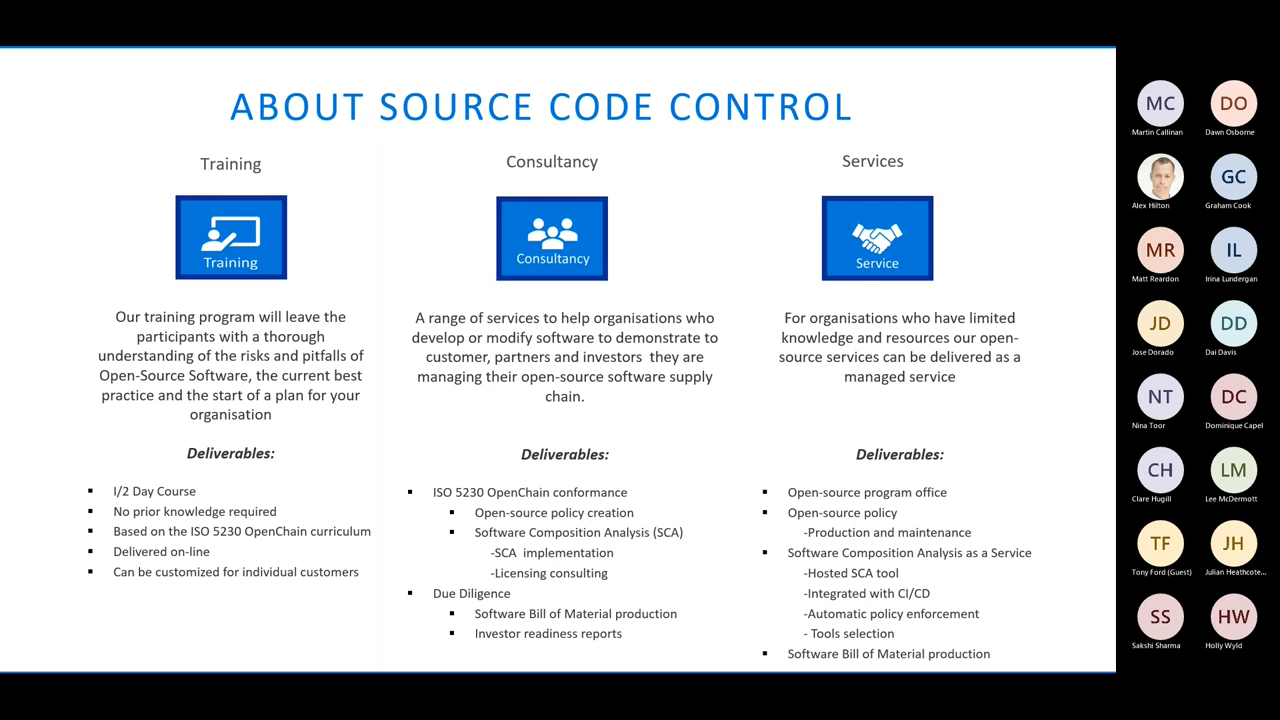 ABOUT SOURCE CODE CONTROL
Training
Training
Our training program will leave the
participants with a thorough
understanding of the risks and pitfalls of
Open-Source Software, the current best
practice and the start of a plan for your
organisation
Deliverables:
▪ I/2 Day Course
▪ No prior knowledge required
▪ Based on the ISO 5230 OpenChain curriculum
▪ Delivered on-line
▪ Can be customized for individual customers
Consultancy
Consultancy
A range of services to help organisations who
develop or modify software to demonstrate to
customer, partners and investors they are
managing their open-source software supply
chain.
Deliverables:
▪ ISO 5230 OpenChain conformance
▪ Open-source policy creation
▪ Software Composition Analysis (SCA)
-SCA implementation
-Licensing consulting
▪ Due Diligence
▪ Software Bill of Material production
▪ Investor readiness reports
Services
Service
For organisations who have limited
knowledge and resources our open-
source services can be delivered as a
managed service
Deliverables:
▪ Open-source program office
▪ Open-source policy
-Production and maintenance
▪ Software Composition Analysis as a Service
-Hosted SCA tool
-Integrated with CI/CD
-Automatic policy enforcement
- Tools selection
▪ Software Bill of Material production
MC
Martin Callinan
DO
Dawn Osborne
Alex Hilton
GC
Graham Cook
MR
Matt Reardon
IL
Irina Lundergan
JD
Jose Dorado
DD
Dai Davis
NT
Nina Toor
DC
Dominique Capel
CH
Clare Hugill
LM
Lee McDermott
TF
Tony Ford (Guest)
JH
Julian Heathcote...
SS
Sakshi Sharma
HW
Holly Wyld